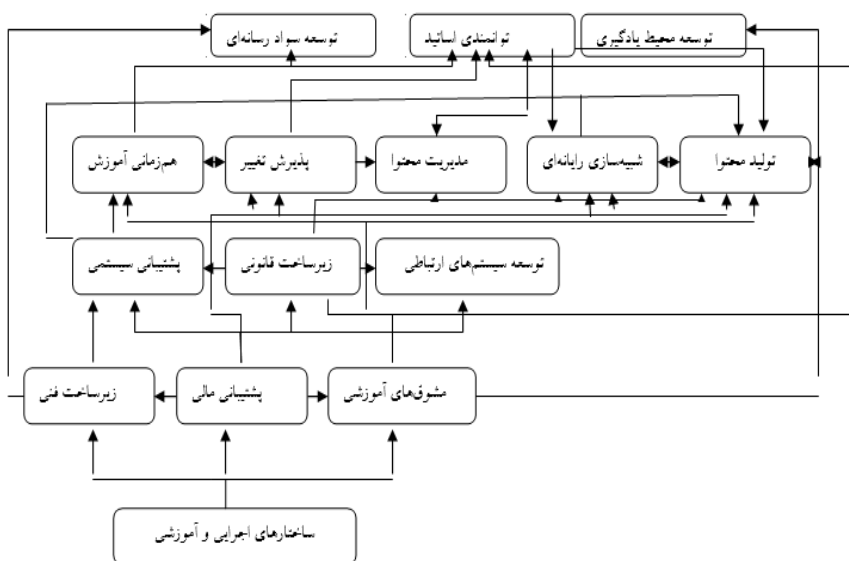 توسعه محیط یادگیری
توانمندی اساتید
توسعه سواد رسانه‌ای
تولید محتوا
شبیه‌سازی رایانه‌ای
مدیریت محتوا
پذیرش تغییر
هم‌زمانی آموزش
توسعه سیستم‌های ارتباطی
زیرساخت قانونی
پشتیبانی سیستمی
مشوق‌های آموزشی
پشتیبانی مالی
زیرساخت فنی
ساختارهای اجرایی و آموزشی